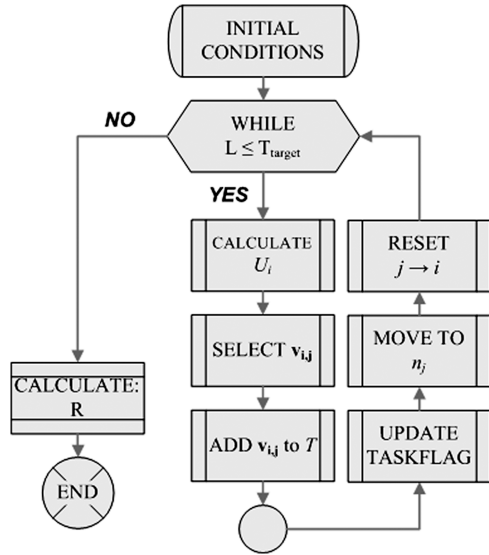 INITIAL
CONDITIONS
NO
WHILE
L ≤ T_target
YES
CALCULATE
U_i
SELECT v_i,j
ADD v_i,j to T
UPDATE
TASKFLAG
MOVE TO
n_j
RESET
j → i
CALCULATE:
R
END